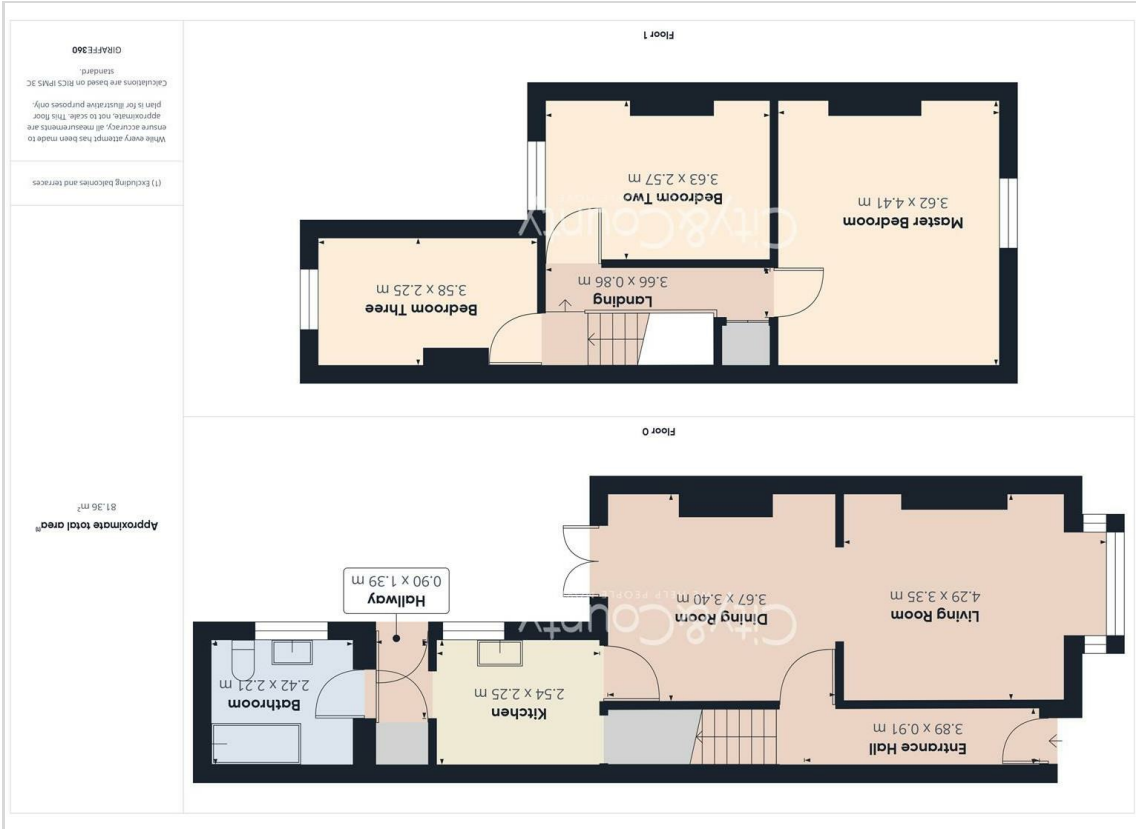 Entrance Hall
3.89 x 0.91 m
Kitchen
2.54 x 2.25 m
Bathroom
2.42 x 2.21 m
Living Room
4.29 x 3.35 m
Dining Room
3.67 x 3.40 m
City&County
Hallway
0.90 x 1.39 m
Floor 0
Master Bedroom
3.62 x 4.41 m
Landing
3.66 x 0.86 m
Bedroom Three
3.58 x 2.25 m
Bedroom Two
3.63 x 2.57 m
City&County
Floor 1
Approximate total area(1)
81.36 m²
(1) Excluding balconies and terraces
While every attempt has been made to
ensure accuracy, all measurements are
approximate, not to scale. This floor
plan is for illustrative purposes only.
Calculations are based on RICS IPMS 3C
standard.
GIRAFFE360